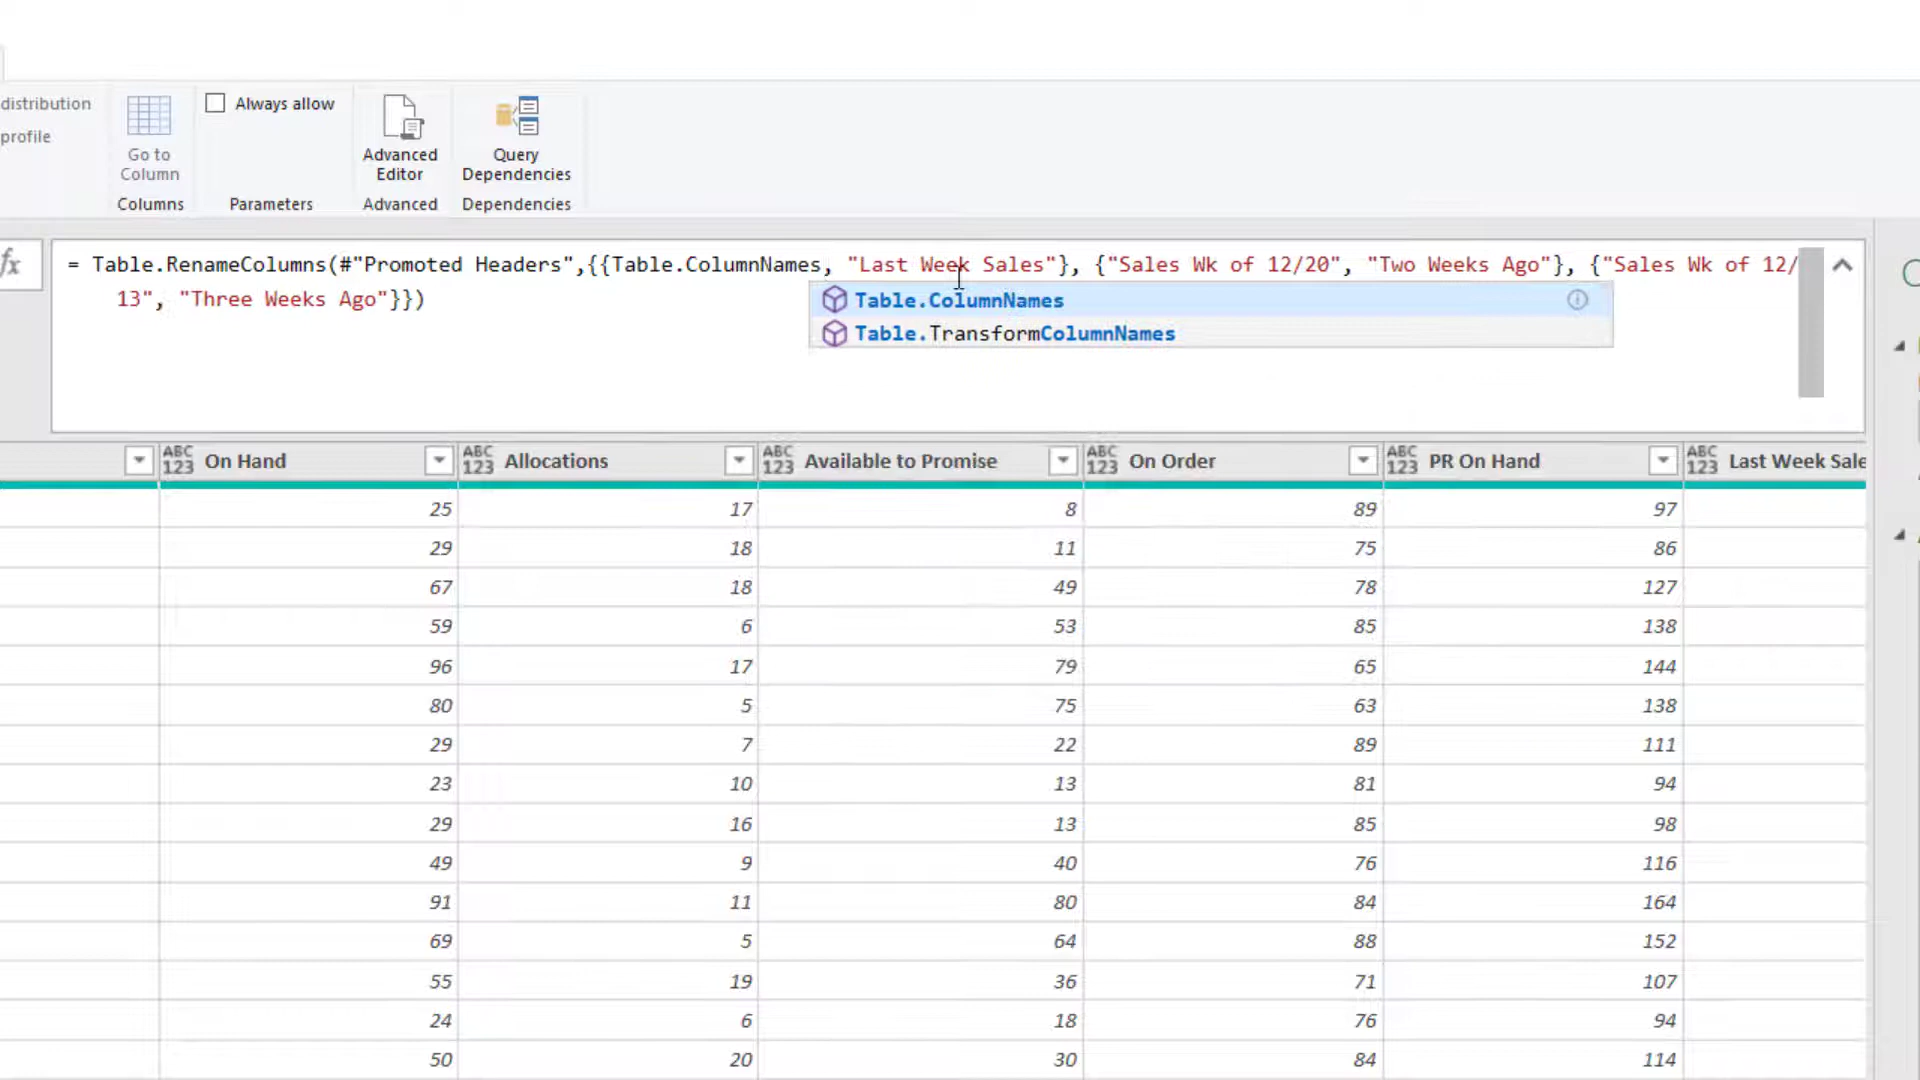 distribution
profile
Go to
Column
Columns
Always allow
Parameters
Advanced
Editor
Advanced
Query
Dependencies
Dependencies
fx
= Table.RenameColumns(#"Promoted Headers",{{Table.ColumnNames, "Last Week Sales"}, {"Sales Wk of 12/20", "Two Weeks Ago"}, {"Sales Wk of 12/
13", "Three Weeks Ago"}})
Table.ColumnNames
Table.TransformColumnNames
ABC 123 On Hand ABC 123 Allocations ABC 123 Available to Promise ABC 123 On Order ABC 123 PR On Hand ABC 123 Last Week Sale
25 17 8 89 97
29 18 11 75 86
67 18 49 78 127
59 6 53 85 138
96 17 79 65 144
80 5 75 63 138
29 7 22 89 111
23 10 13 81 94
29 16 13 85 98
49 9 40 76 116
91 11 80 84 164
69 5 64 88 152
55 19 36 71 107
24 6 18 76 94
50 20 30 84 114